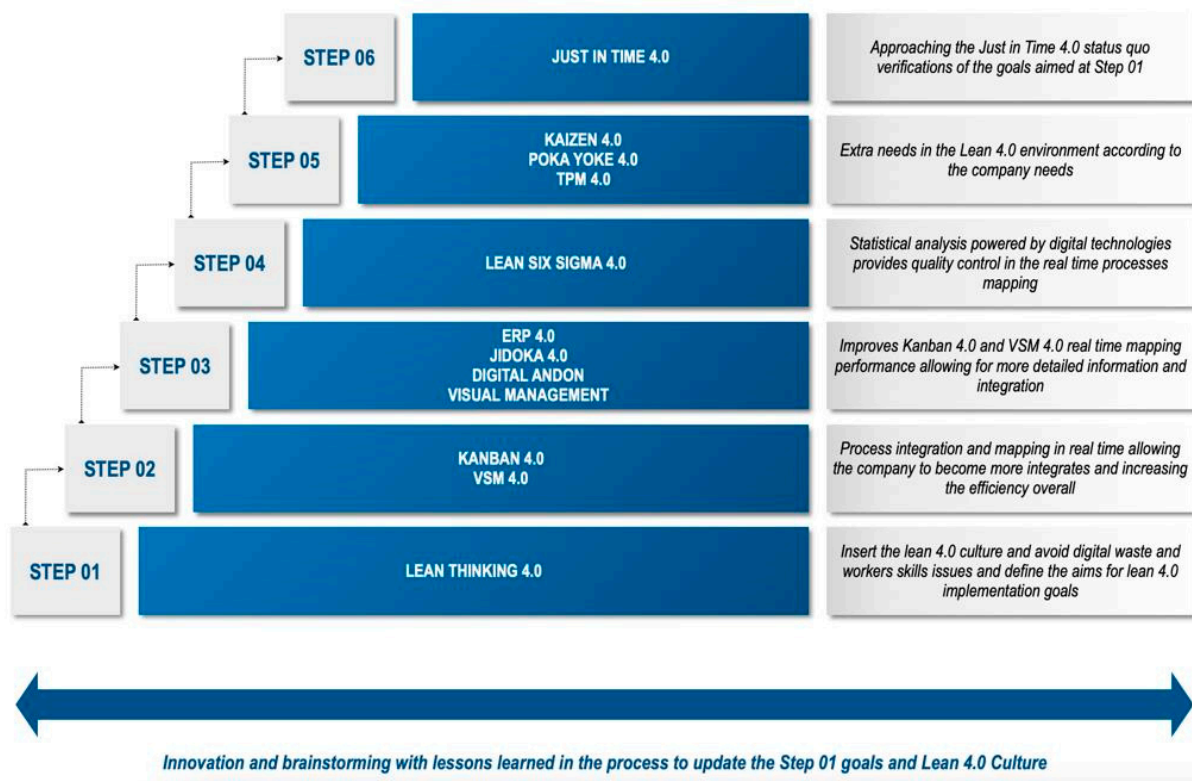 STEP 06
JUST IN TIME 4.0
Approaching the Just in Time 4.0 status quo
verifications of the goals aimed at Step 01
STEP 05
KAIZEN 4.0
POKA YOKE 4.0
TPM 4.0
Extra needs in the Lean 4.0 environment according to
the company needs
STEP 04
LEAN SIX SIGMA 4.0
Statistical analysis powered by digital technologies
provides quality control in the real time processes
mapping
STEP 03
ERP 4.0
JIDOKA 4.0
DIGITAL ANDON
VISUAL MANAGEMENT
Improves Kanban 4.0 and VSM 4.0 real time mapping
performance allowing for more detailed information and
integration
STEP 02
KANBAN 4.0
VSM 4.0
Process integration and mapping in real time allowing
the company to become more integrates and increasing
the efficiency overall
STEP 01
LEAN THINKING 4.0
Insert the lean 4.0 culture and avoid digital waste and
workers skills issues and define the aims for lean 4.0
implementation goals
Innovation and brainstorming with lessons learned in the process to update the Step 01 goals and Lean 4.0 Culture